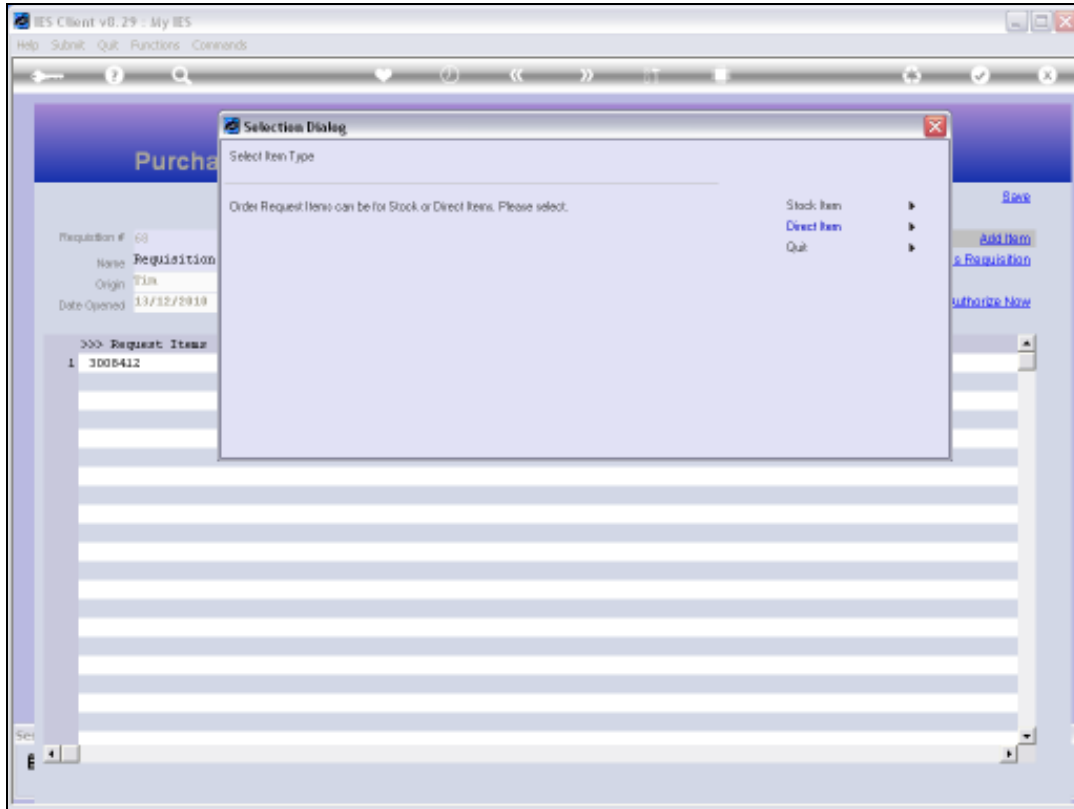 IES Client v8.29 : My IES
Help Submit Quit Functions Commands
Selection Dialog
Purcha
Select Item Type
Order Request Items can be for Stock or Direct Items. Please select.
Stock Item
Direct Item
Quit
Save
Requisition # 68
Add Item
Name Requisition
s Requisition
Origin Tim
Date Opened 13/12/2010
uthorize Now
>>> Request Items
1 3008412
Ser